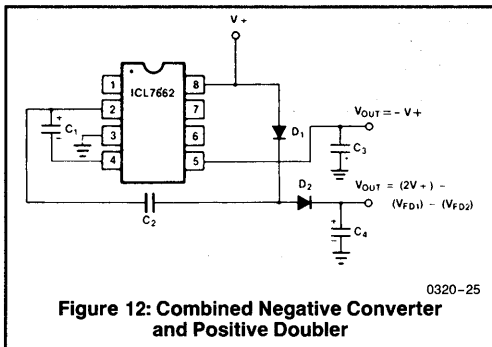 V+
ICL7662
1
8
2
7
3
6
4
5
+
-
C1
D1
VOUT = -V+
C3
+
D2
VOUT = (2V+) -
(VFD1) - (VFD2)
C2
+
-
C4
0320-25
Figure 12: Combined Negative Converter
and Positive Doubler